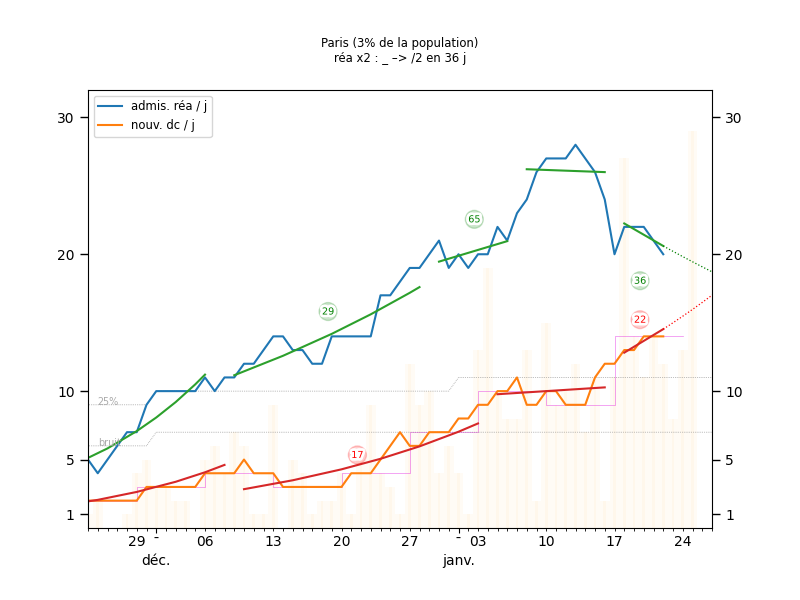 Paris (3% de la population)
réa x2 : _ –> /2 en 36 j
admis. réa / j
nouv. dc / j
30 30
20 20
10 10
5 5
1 1
65
29
36
22
17
25%
bruit
29 - 06 13 20 27 - 03 10 17 24
déc. janv.